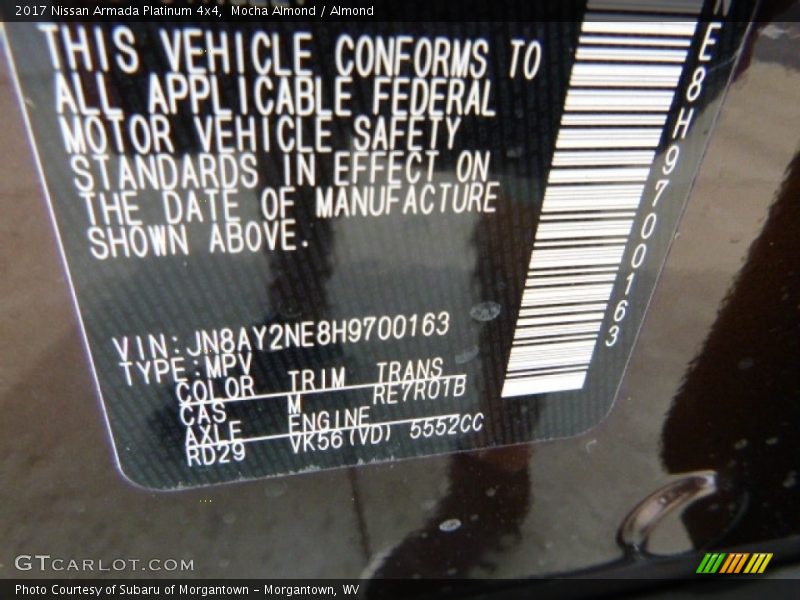 2017 Nissan Armada Platinum 4x4, Mocha Almond / Almond
THIS VEHICLE CONFORMS TO
ALL APPLICABLE FEDERAL
MOTOR VEHICLE SAFETY
STANDARDS IN EFFECT ON
THE DATE OF MANUFACTURE
SHOWN ABOVE.
VIN:JN8AY2NE8H9700163
TYPE:MPV
COLOR TRIM TRANS
CAS M RE7R01B
AXLE ENGINE
RD29 VK56(VD) 5552CC
E8H9700163
GTCARLOT.COM
Photo Courtesy of Subaru of Morgantown - Morgantown, WV